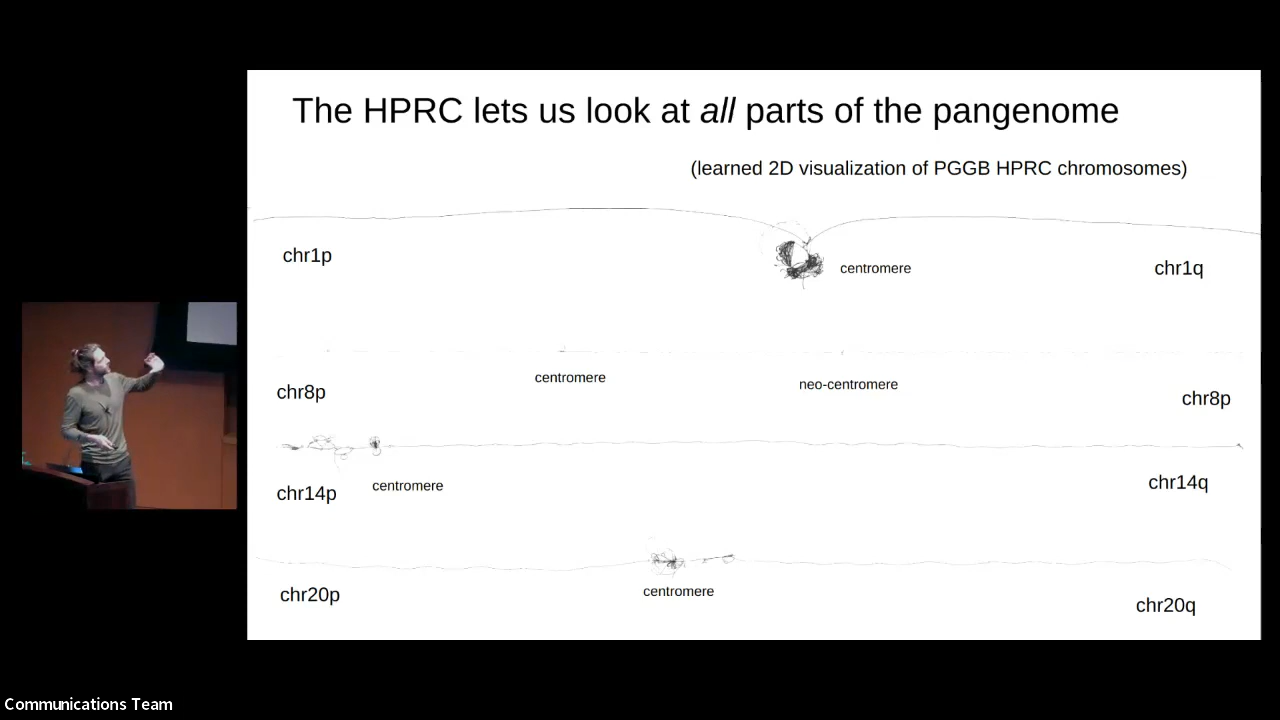 The HPRC lets us look at all parts of the pangenome
(learned 2D visualization of PGGB HPRC chromosomes)
chr1p
centromere
chr1q
centromere
neo-centromere
chr8p
chr8p
centromere
chr14p
chr14q
centromere
chr20p
chr20q
Communications Team